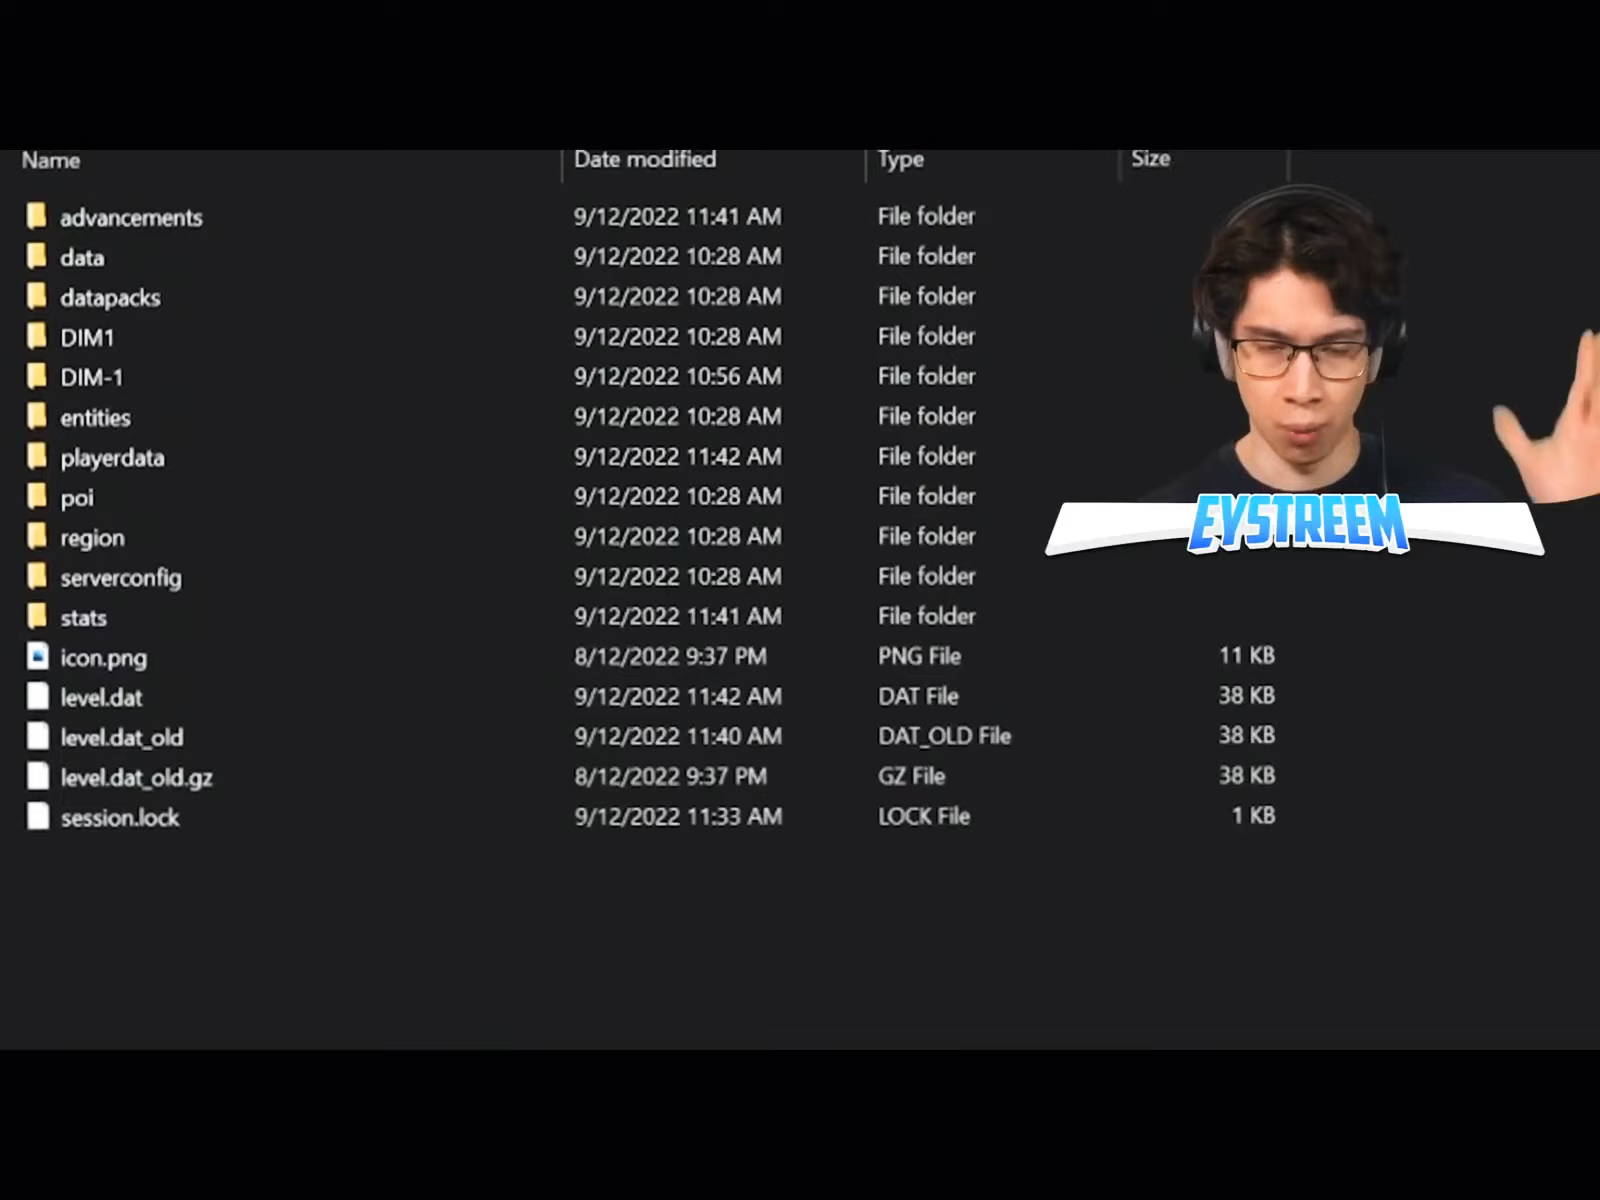 Name Date modified Type Size
advancements 9/12/2022 11:41 AM File folder
data 9/12/2022 10:28 AM File folder
datapacks 9/12/2022 10:28 AM File folder
DIM1 9/12/2022 10:28 AM File folder
DIM-1 9/12/2022 10:56 AM File folder
entities 9/12/2022 10:28 AM File folder
playerdata 9/12/2022 11:42 AM File folder
poi 9/12/2022 10:28 AM File folder
region 9/12/2022 10:28 AM File folder
serverconfig 9/12/2022 10:28 AM File folder
stats 9/12/2022 11:41 AM File folder
icon.png 8/12/2022 9:37 PM PNG File 11 KB
level.dat 9/12/2022 11:42 AM DAT File 38 KB
level.dat_old 9/12/2022 11:40 AM DAT_OLD File 38 KB
level.dat_old.gz 8/12/2022 9:37 PM GZ File 38 KB
session.lock 9/12/2022 11:33 AM LOCK File 1 KB
EYSTREEM